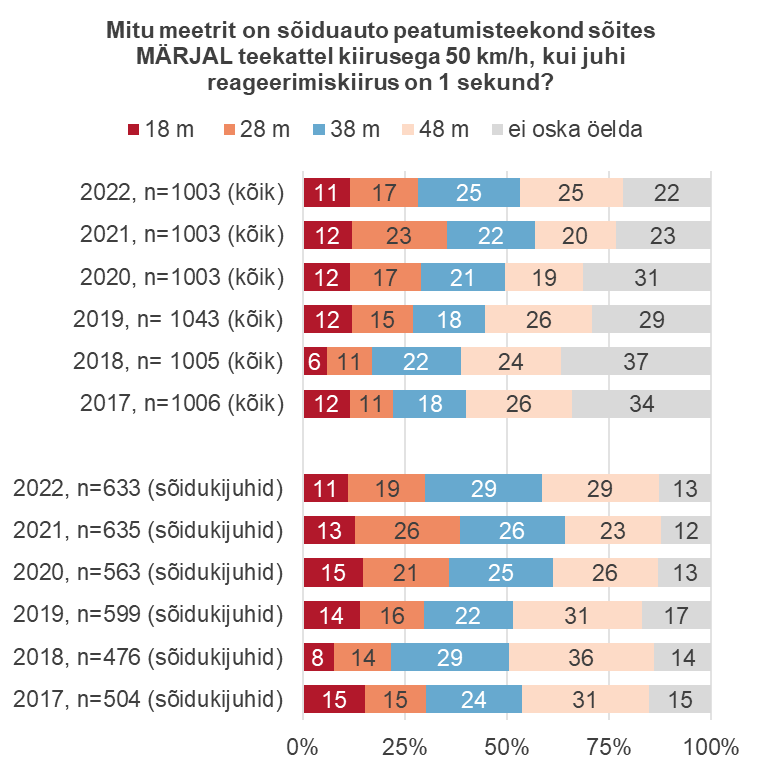 Mitu meetrit on sõiduauto peatumisteekond sõites
MÄRJAL teekattel kiirusega 50 km/h, kui juhi
reageerimiskiirus on 1 sekund?
18 m 28 m 38 m 48 m ei oska öelda
2022, n=1003 (kõik) 11 17 25 25 22
2021, n=1003 (kõik) 12 23 22 20 23
2020, n=1003 (kõik) 12 17 21 19 31
2019, n= 1043 (kõik) 12 15 18 26 29
2018, n= 1005 (kõik) 6 11 22 24 37
2017, n=1006 (kõik) 12 11 18 26 34
2022, n=633 (sõidukijuhid) 11 19 29 29 13
2021, n=635 (sõidukijuhid) 13 26 26 23 12
2020, n=563 (sõidukijuhid) 15 21 25 26 13
2019, n=599 (sõidukijuhid) 14 16 22 31 17
2018, n=476 (sõidukijuhid) 8 14 29 36 14
2017, n=504 (sõidukijuhid) 15 15 24 31 15
0% 25% 50% 75% 100%